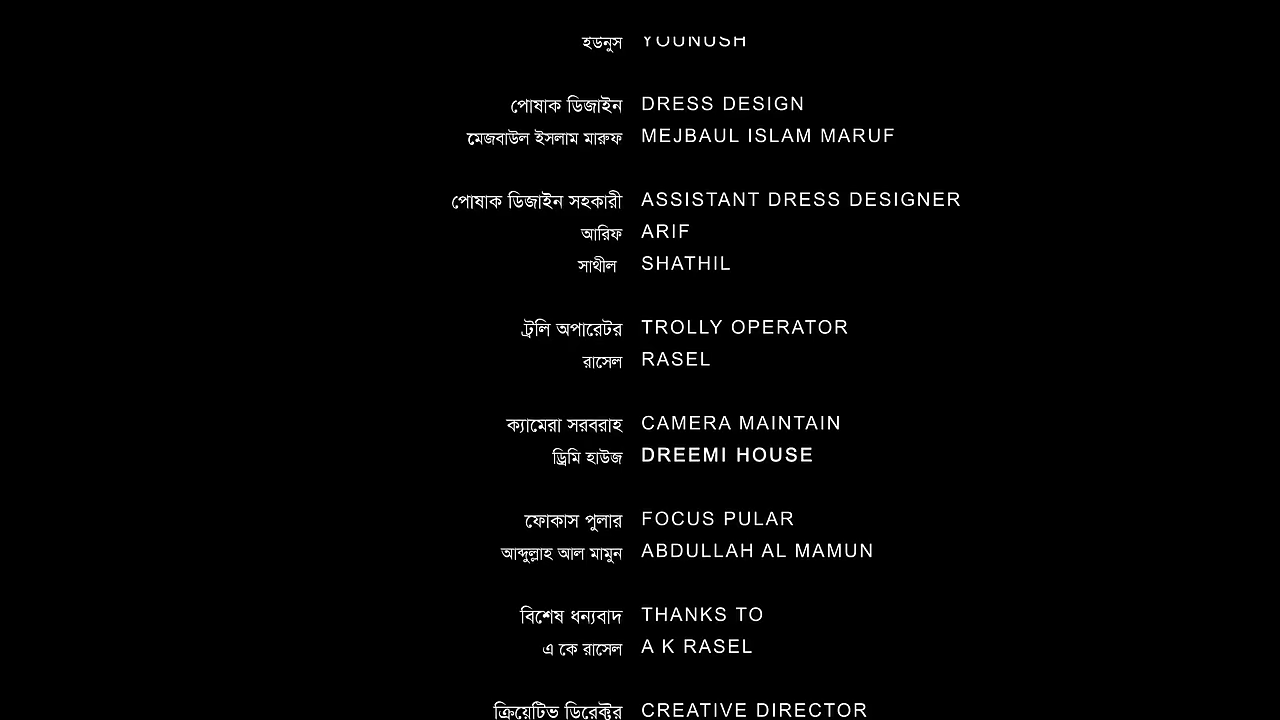 ইউনুস YOUNUSH
পোষাক ডিজাইন DRESS DESIGN
মেজবাউল ইসলাম মারুফ MEJBAUL ISLAM MARUF
পোষাক ডিজাইন সহকারী ASSISTANT DRESS DESIGNER
আরিফ ARIF
সাথীল SHATHIL
ট্রলি অপারেটর TROLLY OPERATOR
রাসেল RASEL
ক্যামেরা সরবরাহ CAMERA MAINTAIN
ড্রিমি হাউজ DREEMI HOUSE
ফোকাস পুলার FOCUS PULAR
আব্দুল্লাহ আল মামুন ABDULLAH AL MAMUN
বিশেষ ধন্যবাদ THANKS TO
এ কে রাসেল A K RASEL
ক্রিয়েটিভ ডিরেক্টর CREATIVE DIRECTOR